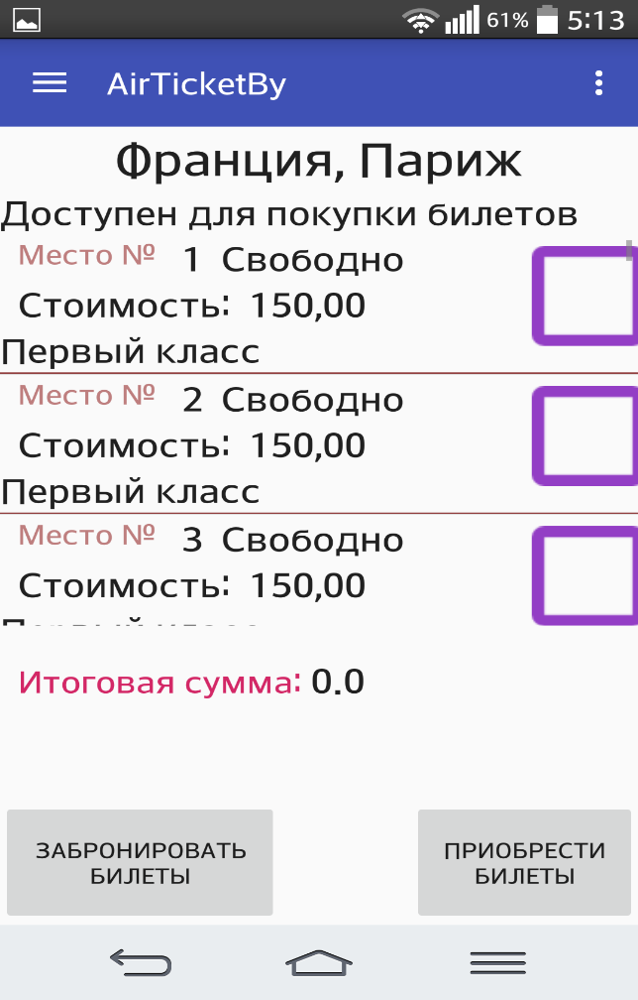 61% 5:13
AirTicketBy
Франция, Париж
Доступен для покупки билетов
Место № 1 Свободно
Стоимость: 150,00
Первый класс
Место № 2 Свободно
Стоимость: 150,00
Первый класс
Место № 3 Свободно
Стоимость: 150,00
Итоговая сумма: 0.0
ЗАБРОНИРОВАТЬ
БИЛЕТЫ
ПРИОБРЕСТИ
БИЛЕТЫ